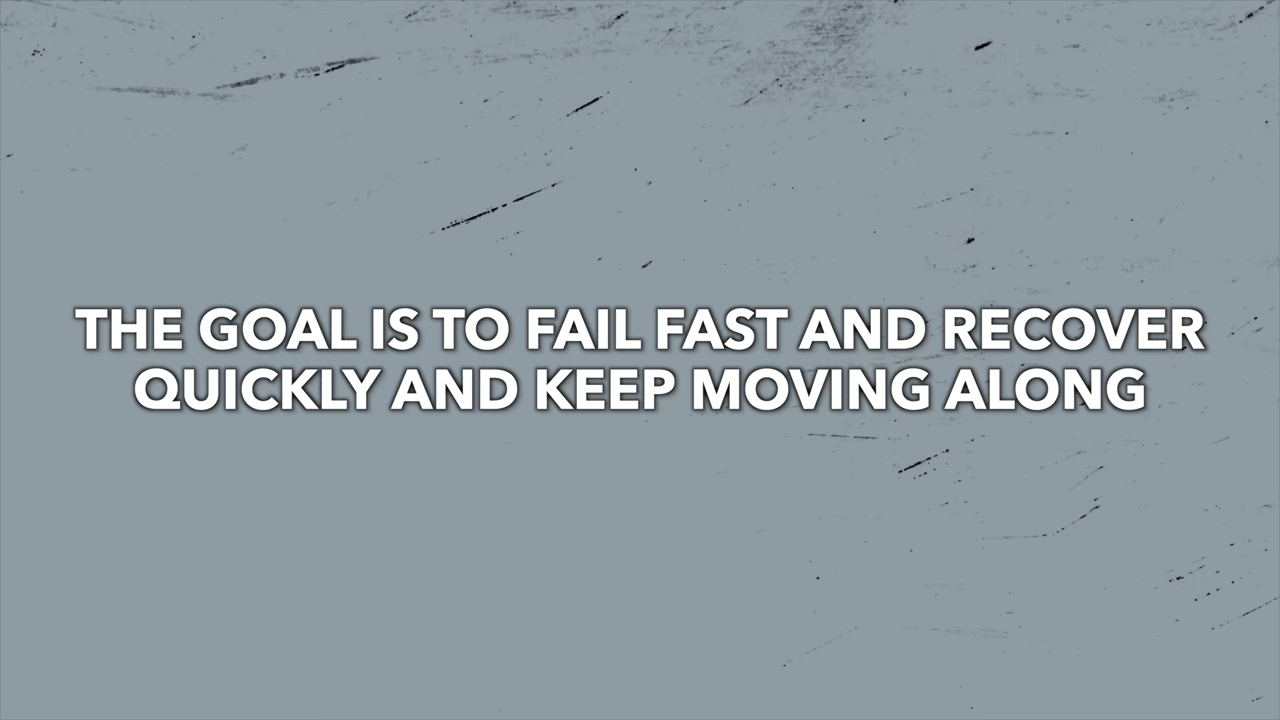 THE GOAL IS TO FAIL FAST AND RECOVER
QUICKLY AND KEEP MOVING ALONG